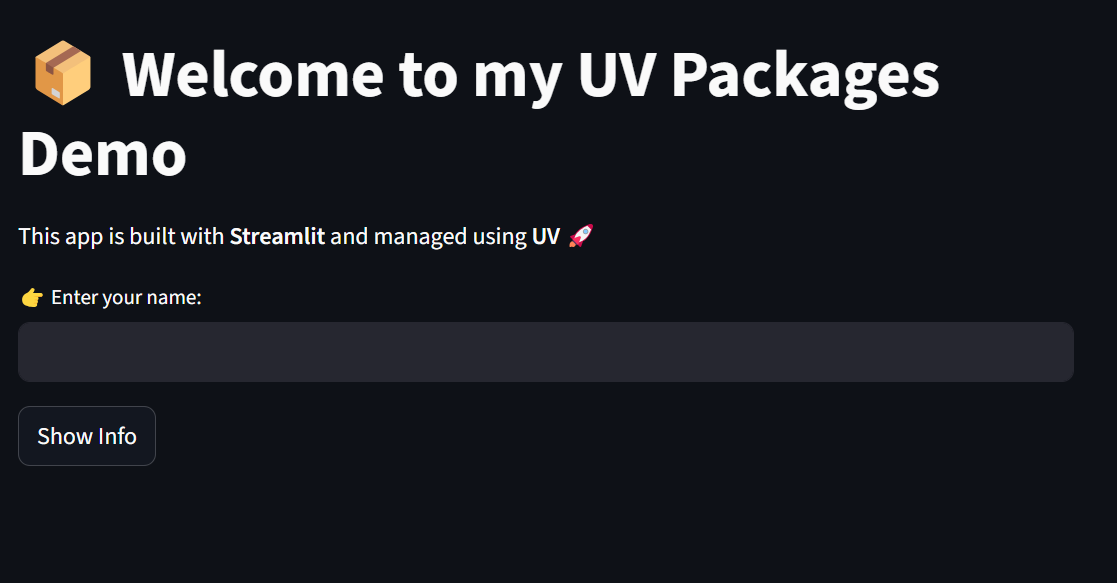 📦 Welcome to my UV Packages
Demo
This app is built with Streamlit and managed using UV 🚀
👉 Enter your name:
Show Info